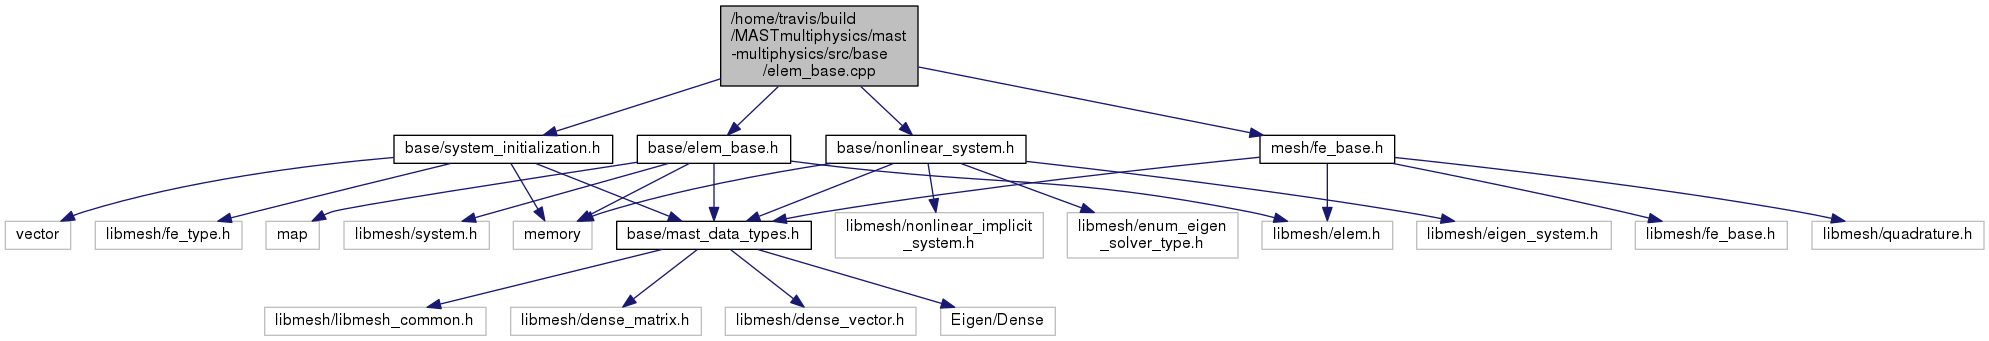 /home/travis/build
/MASTmultiphysics/mast
-multiphysics/src/base
/elem_base.cpp
base/system_initialization.h
base/elem_base.h
base/nonlinear_system.h
mesh/fe_base.h
vector
libmesh/fe_type.h
map
libmesh/system.h
memory
base/mast_data_types.h
libmesh/nonlinear_implicit
_system.h
libmesh/enum_eigen
_solver_type.h
libmesh/elem.h
libmesh/eigen_system.h
libmesh/fe_base.h
libmesh/quadrature.h
libmesh/libmesh_common.h
libmesh/dense_matrix.h
libmesh/dense_vector.h
Eigen/Dense